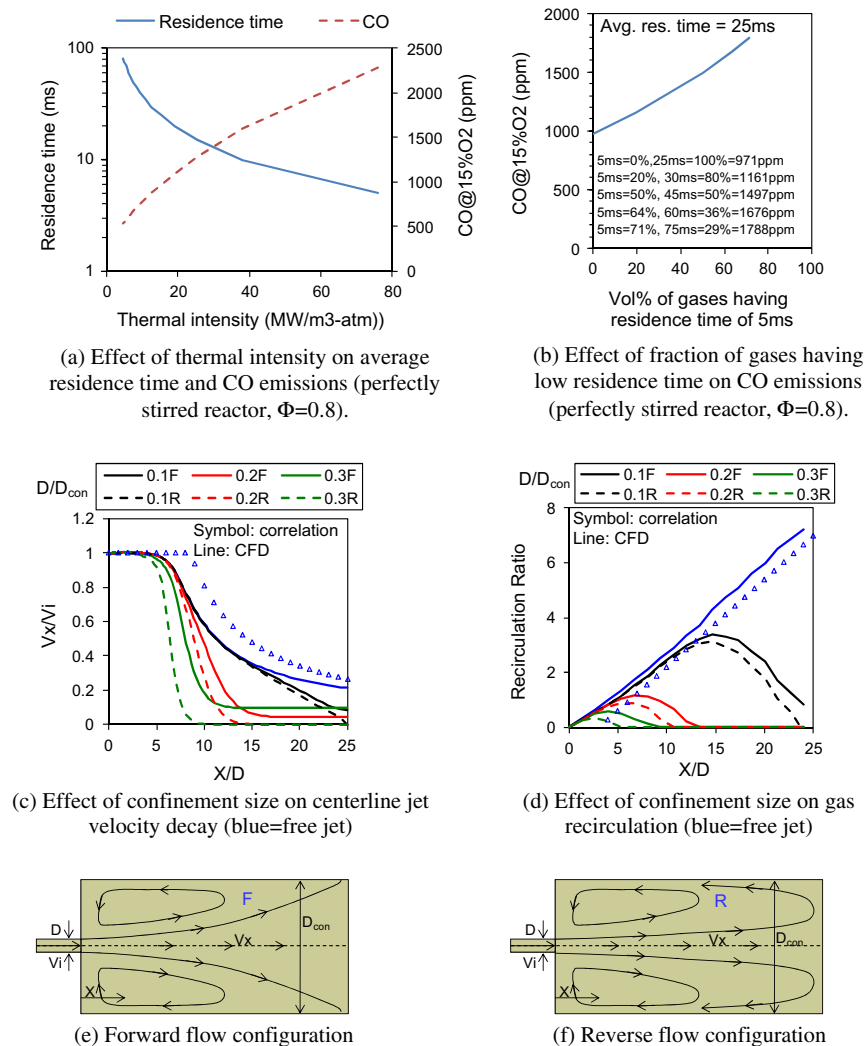 Residence time
CO
Residence time (ms)
100
10
1
CO@15%O2 (ppm)
2500
2000
1500
1000
500
0
0 20 40 60 80
Thermal intensity (MW/m3-atm))
(a) Effect of thermal intensity on average
residence time and CO emissions (perfectly
stirred reactor, Φ=0.8).
Avg. res. time = 25ms
CO@15%O2 (ppm)
2000
1500
1000
500
0
5ms=0%,25ms=100%=971ppm
5ms=20%, 30ms=80%=1161ppm
5ms=50%, 45ms=50%=1497ppm
5ms=64%, 60ms=36%=1676ppm
5ms=71%, 75ms=29%=1788ppm
0 20 40 60 80 100
Vol% of gases having
residence time of 5ms
(b) Effect of fraction of gases having
low residence time on CO emissions
(perfectly stirred reactor, Φ=0.8).
D/Dcon
0.1F 0.2F 0.3F
0.1R 0.2R 0.3R
Symbol: correlation
Line: CFD
Vx/Vi
1.2
1
0.8
0.6
0.4
0.2
0
0 5 10 15 20 25
X/D
(c) Effect of confinement size on centerline jet
velocity decay (blue=free jet)
D/Dcon
0.1F 0.2F 0.3F
0.1R 0.2R 0.3R
Symbol: correlation
Line: CFD
Recirculation Ratio
8
6
4
2
0
0 5 10 15 20 25
X/D
(d) Effect of confinement size on gas
recirculation (blue=free jet)
F
D
Dcon
Vx
Vi
X
(e) Forward flow configuration
R
D
Dcon
Vx
Vi
X
(f) Reverse flow configuration